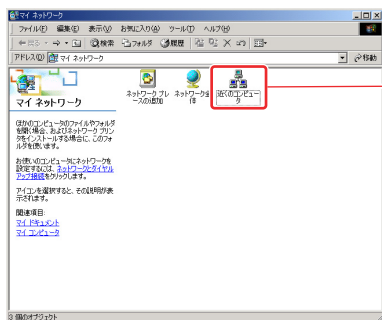 マイ ネットワーク
ファイル(F) 編集(E) 表示(V) お気に入り(A) ツール(T) ヘルプ(H)
戻る 検索 フォルダ 履歴
アドレス(D) マイ ネットワーク 移動
マイ ネットワーク
ネットワーク プレ
ースの追加
ネットワーク全
体
近くのコンピュー
タ
ほかのコンピュータのファイルやフォルダ
を開く場合、およびネットワーク プリン
タをインストールする場合に、このフォ
ルダを使います。
お使いのコンピュータにネットワークを
設定するには、ネットワークとダイヤル
アップ接続をクリックします。
アイコンを選択すると、その説明が表
示されます。
関連項目:
マイ ドキュメント
マイ コンピュータ
3 個のオブジェクト